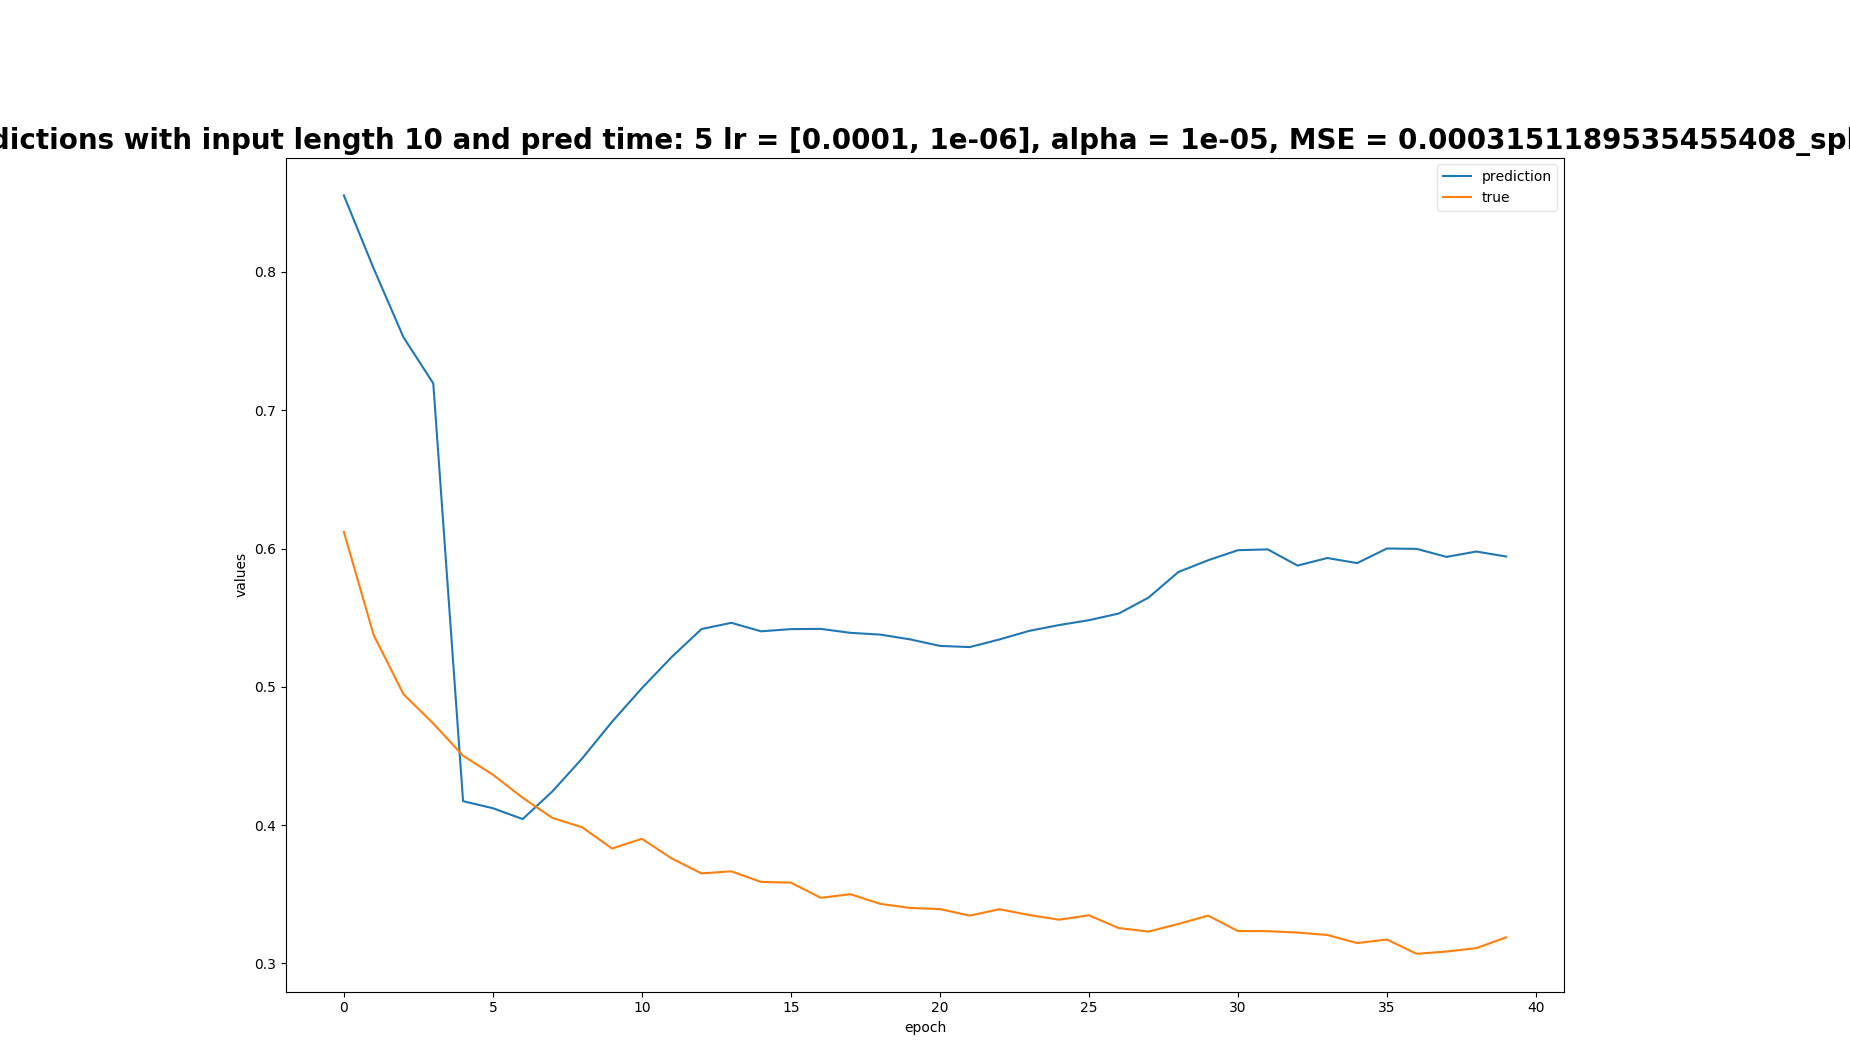 dictions with input length 10 and pred time: 5 lr = [0.0001, 1e-06], alpha = 1e-05, MSE = 0.0003151189535455408_spl
prediction
true
0.8
0.7
0.6
0.5
0.4
0.3
values
0 5 10 15 20 25 30 35 40
epoch